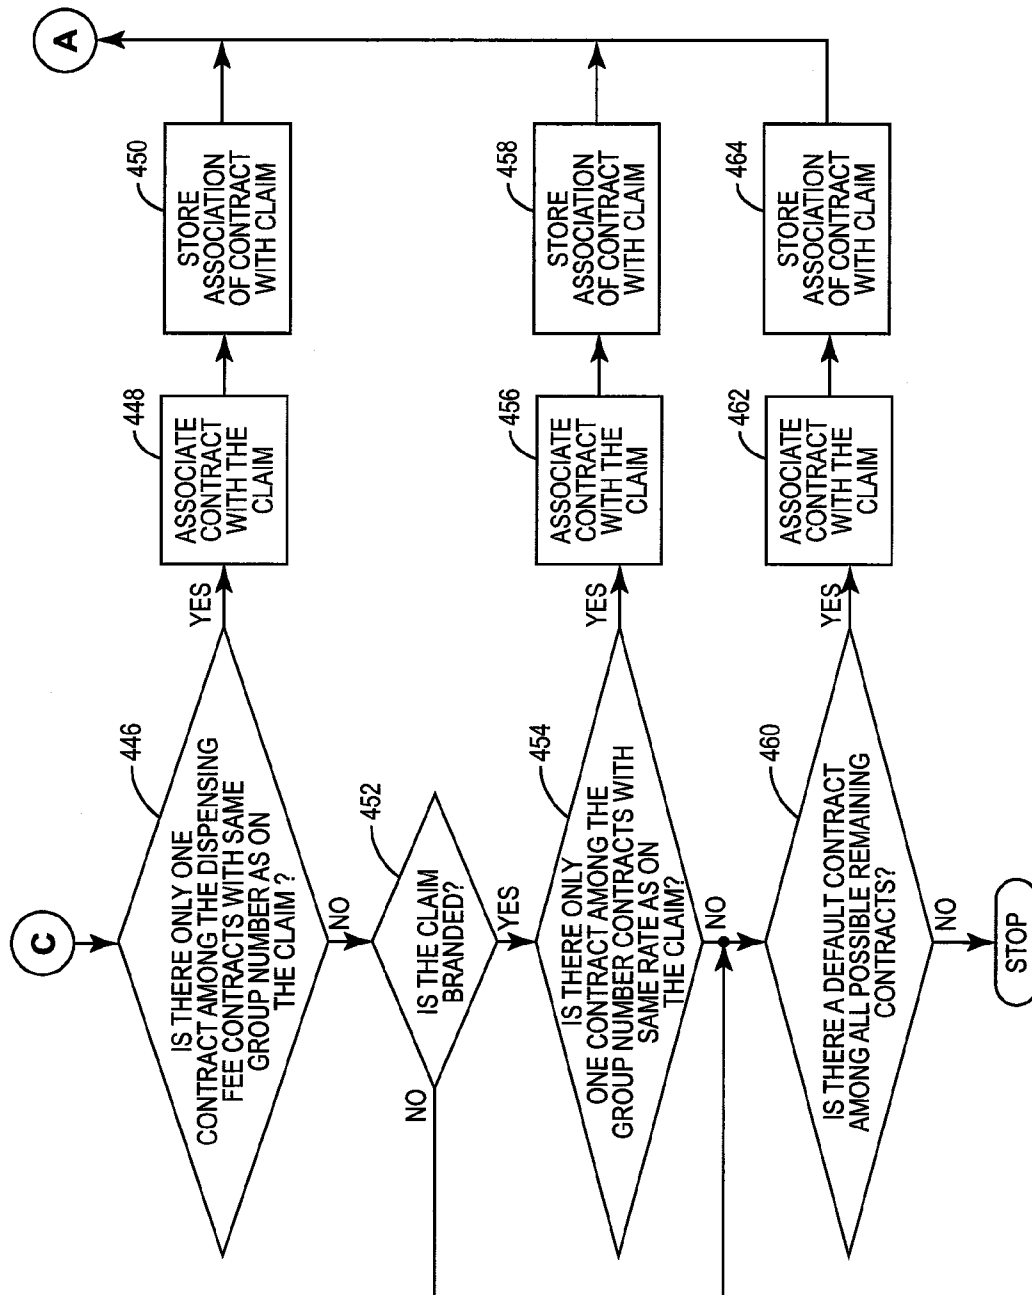 C
446
IS THERE ONLY ONE
CONTRACT AMONG THE DISPENSING
FEE CONTRACTS WITH SAME
GROUP NUMBER AS ON
THE CLAIM ?
YES
448
ASSOCIATE
CONTRACT
WITH THE
CLAIM
450
STORE
ASSOCIATION
OF CONTRACT
WITH CLAIM
A
NO
452
IS THE CLAIM
BRANDED?
NO
YES
454
IS THERE ONLY
ONE CONTRACT AMONG THE
GROUP NUMBER CONTRACTS WITH
SAME RATE AS ON
THE CLAIM?
YES
456
ASSOCIATE
CONTRACT
WITH THE
CLAIM
458
STORE
ASSOCIATION
OF CONTRACT
WITH CLAIM
NO
460
IS THERE A DEFAULT CONTRACT
AMONG ALL POSSIBLE REMAINING
CONTRACTS?
YES
462
ASSOCIATE
CONTRACT
WITH THE
CLAIM
464
STORE
ASSOCIATION
OF CONTRACT
WITH CLAIM
NO
STOP